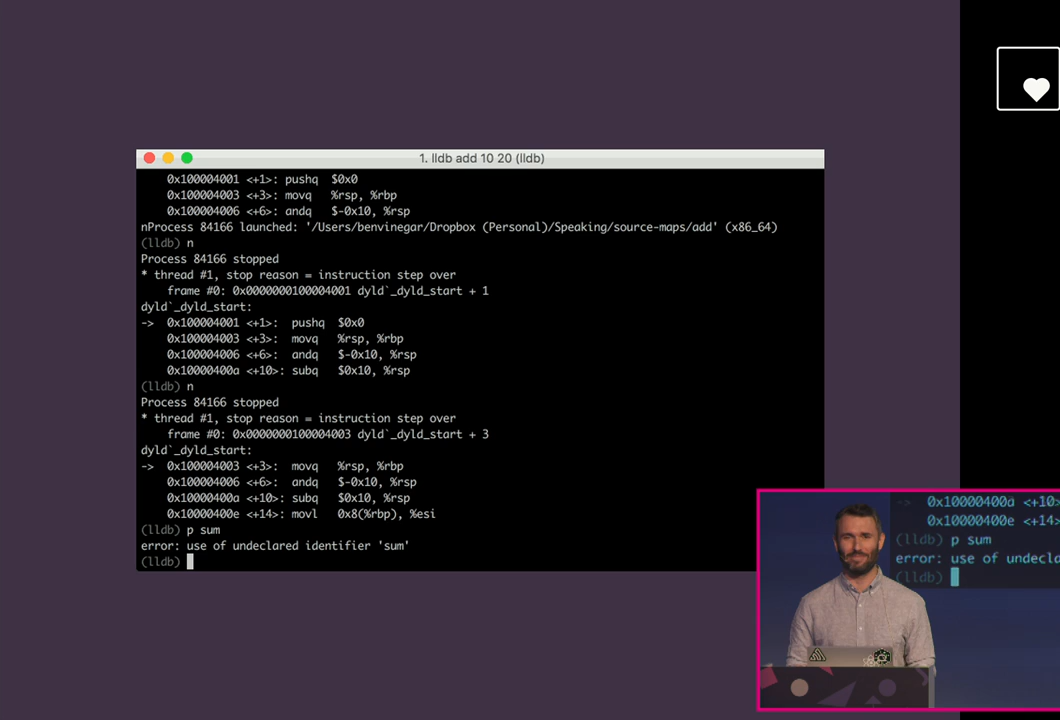 1. lldb add 10 20 (lldb)
0x100004001 <+1>: pushq $0x0
0x100004003 <+3>: movq %rsp, %rbp
0x100004006 <+6>: andq $-0x10, %rsp
nProcess 84166 launched: '/Users/benvinegar/Dropbox (Personal)/Speaking/source-maps/add' (x86_64)
(lldb) n
Process 84166 stopped
* thread #1, stop reason = instruction step over
frame #0: 0x0000000100004001 dyld`_dyld_start + 1
dyld`_dyld_start:
-> 0x100004001 <+1>: pushq $0x0
0x100004003 <+3>: movq %rsp, %rbp
0x100004006 <+6>: andq $-0x10, %rsp
0x10000400a <+10>: subq $0x10, %rsp
(lldb) n
Process 84166 stopped
* thread #1, stop reason = instruction step over
frame #0: 0x0000000100004003 dyld`_dyld_start + 3
dyld`_dyld_start:
-> 0x100004003 <+3>: movq %rsp, %rbp
0x100004006 <+6>: andq $-0x10, %rsp
0x10000400a <+10>: subq $0x10, %rsp
0x10000400e <+14>: movl 0x8(%rbp), %esi
(lldb) p sum
error: use of undeclared identifier 'sum'
(lldb)
-> 0x10000400a <+10>
0x10000400e <+14>
(lldb) p sum
error: use of undecla
(lldb)